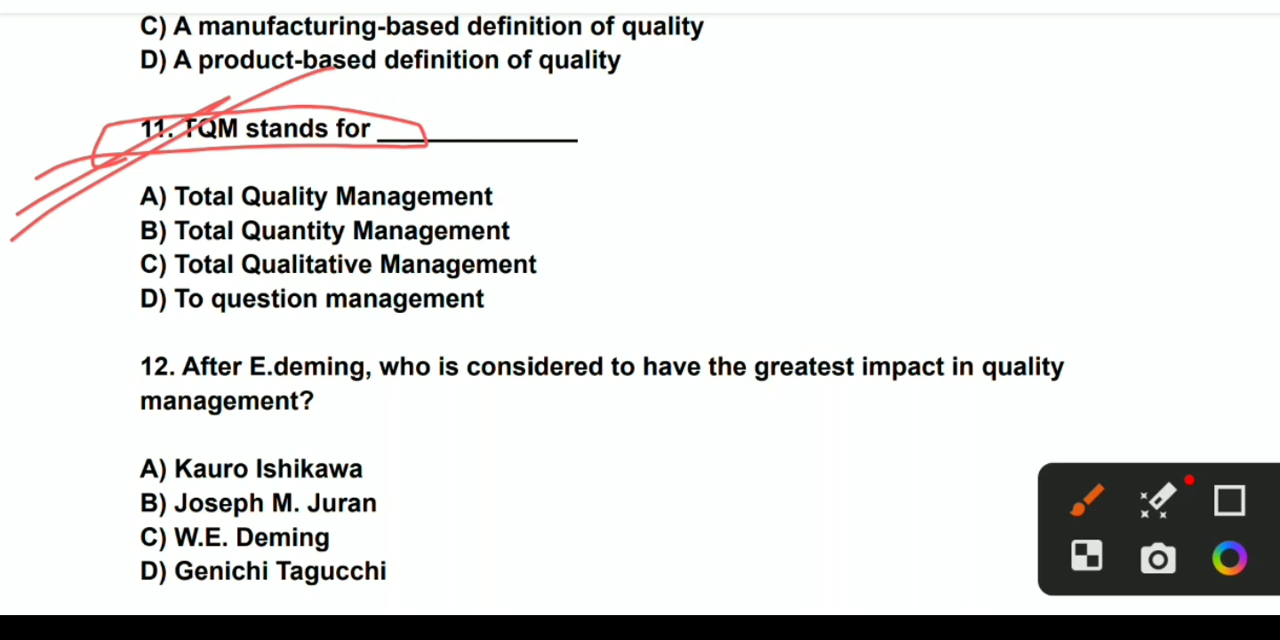 C) A manufacturing-based definition of quality
D) A product-based definition of quality
11. TQM stands for ______________
A) Total Quality Management
B) Total Quantity Management
C) Total Qualitative Management
D) To question management
12. After E.deming, who is considered to have the greatest impact in quality
management?
A) Kauro Ishikawa
B) Joseph M. Juran
C) W.E. Deming
D) Genichi Tagucchi